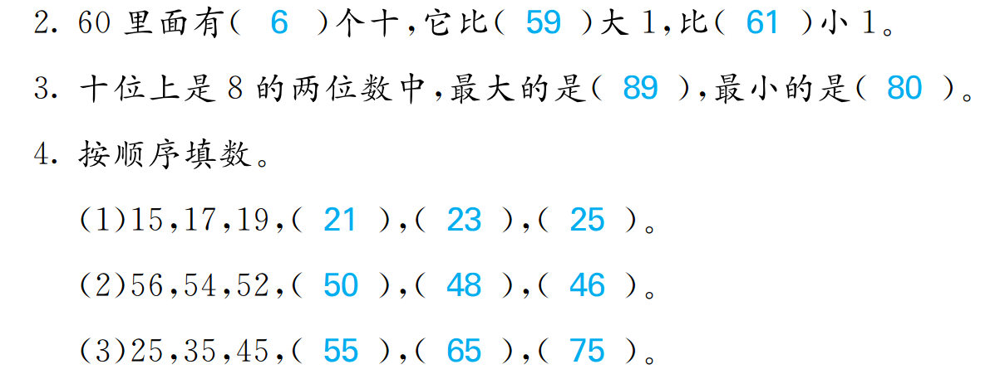 2. 60 里面有( 6 )个十,它比( 59 )大 1,比( 61 )小 1。
3. 十位上是 8 的两位数中,最大的是( 89 ),最小的是( 80 )。
4. 按顺序填数。
(1)15,17,19,( 21 ),( 23 ),( 25 )。
(2)56,54,52,( 50 ),( 48 ),( 46 )。
(3)25,35,45,( 55 ),( 65 ),( 75 )。